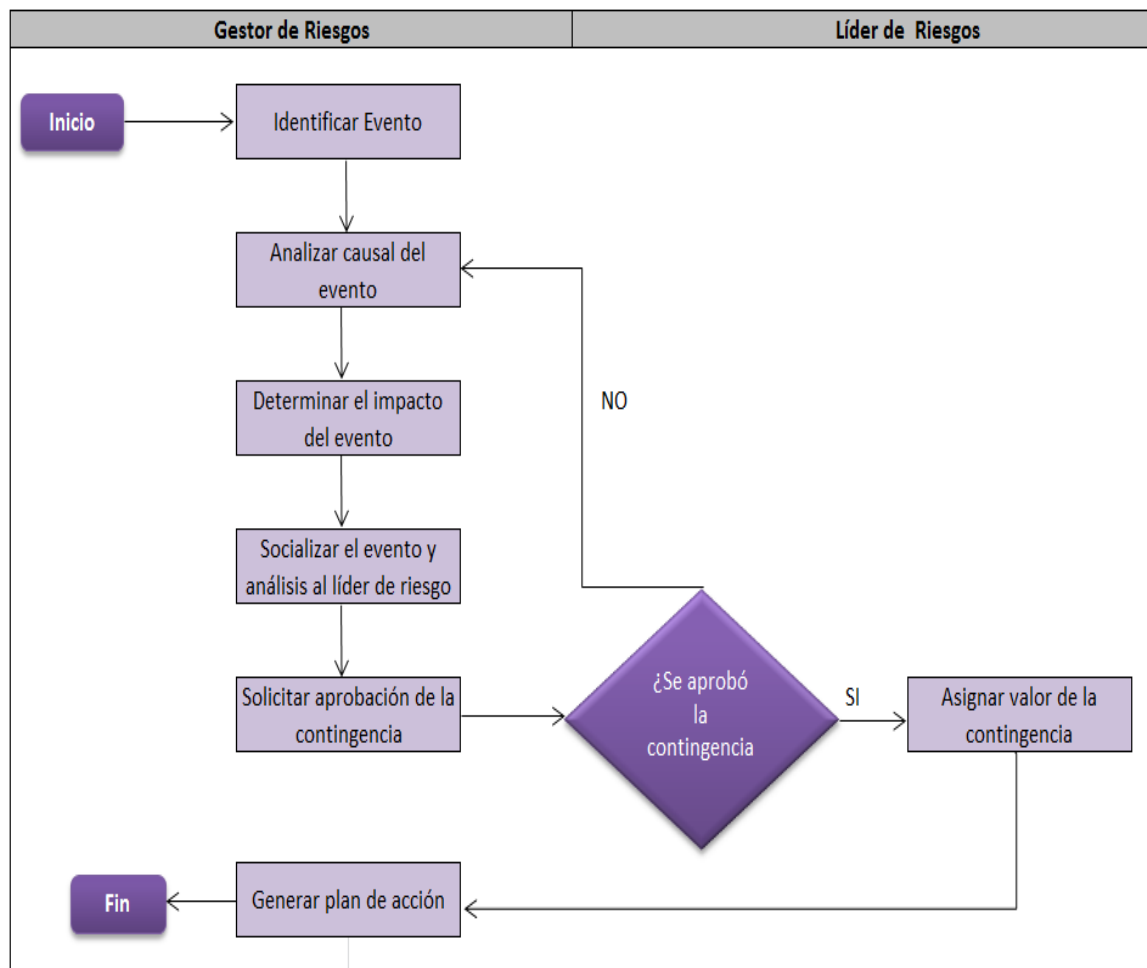 Gestor de Riesgos
Líder de Riesgos
Inicio
Identificar Evento
Analizar causal del
evento
Determinar el impacto
del evento
NO
Socializar el evento y
análisis al líder de riesgo
Solicitar aprobación de la
contingencia
¿Se aprobó
la
contingencia
SI
Asignar valor de la
contingencia
Generar plan de acción
Fin